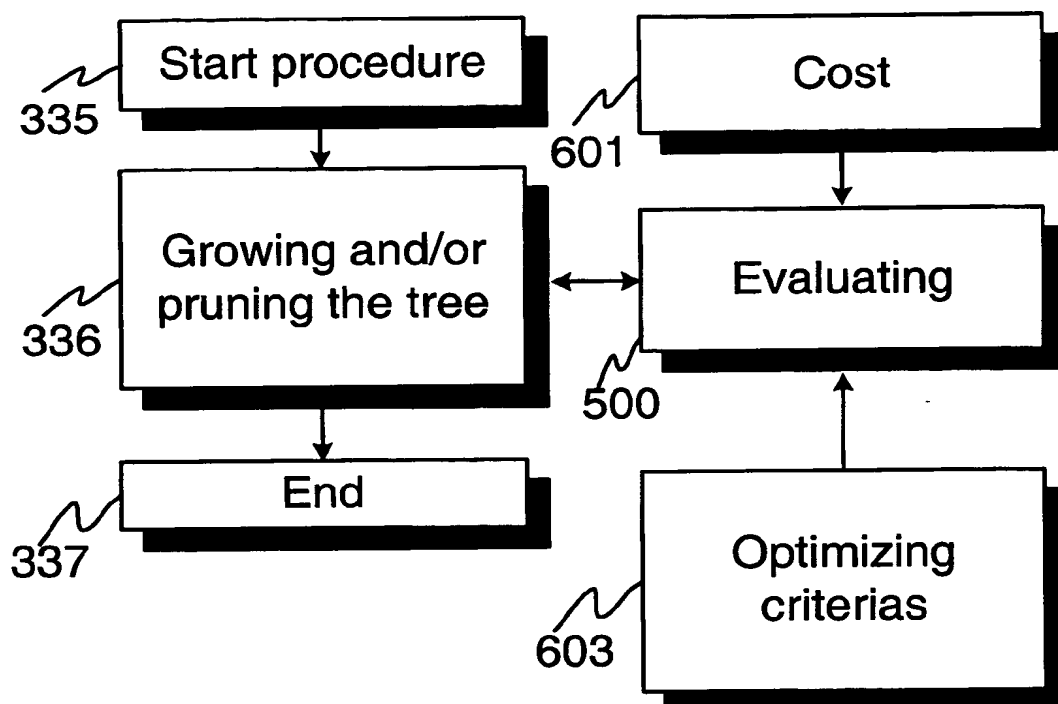 Start procedure
335
Growing and/or
pruning the tree
336
End
337
Cost
601
Evaluating
500
Optimizing
criterias
603